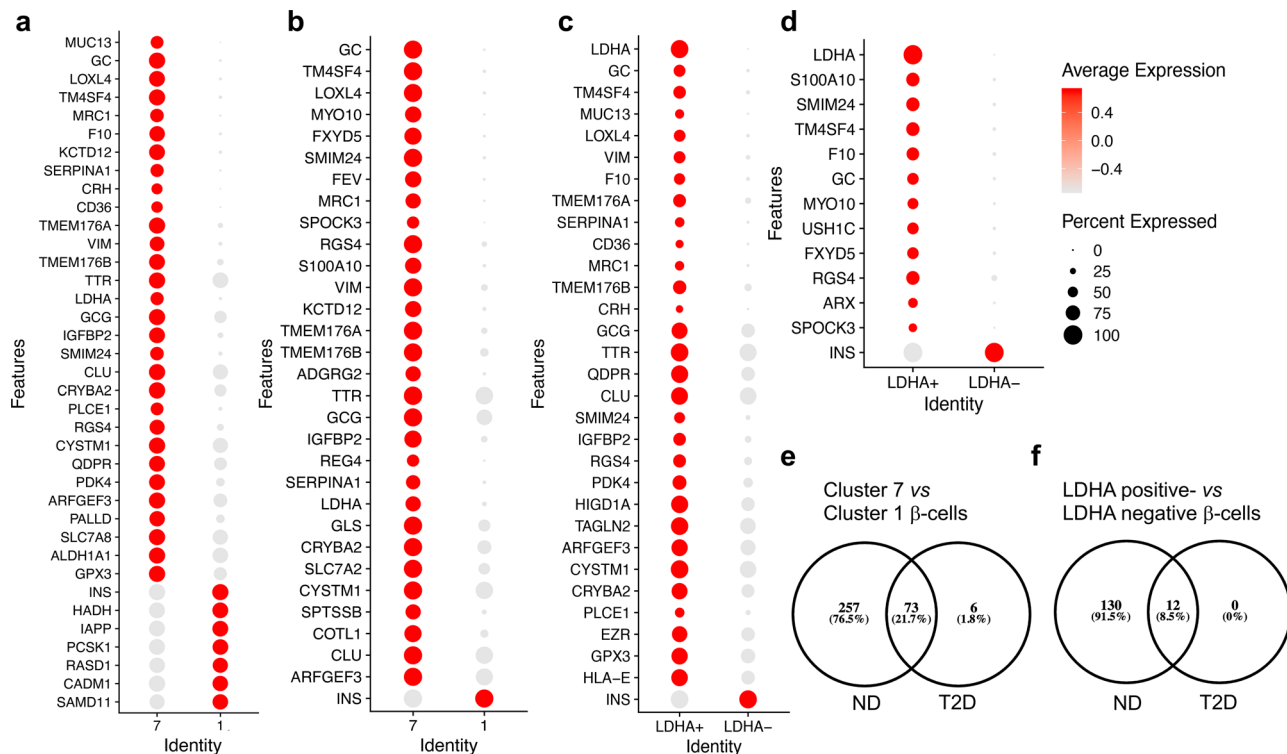 a
Features
MUC13
GC
LOXL4
TM4SF4
MRC1
F10
KCTD12
SERPINA1
CRH
CD36
TMEM176A
VIM
TMEM176B
TTR
LDHA
GCG
IGFBP2
SMIM24
CLU
CRYBA2
PLCE1
RGS4
CYSTM1
QDPR
PDK4
ARFGEF3
PALLD
SLC7A8
ALDH1A1
GPX3
INS
HADH
IAPP
PCSK1
RASD1
CADM1
SAMD11
7 1
Identity
b
Features
GC
TM4SF4
LOXL4
MYO10
FXYD5
SMIM24
FEV
MRC1
SPOCK3
RGS4
S100A10
VIM
KCTD12
TMEM176A
TMEM176B
ADGRG2
TTR
GCG
IGFBP2
REG4
SERPINA1
LDHA
GLS
CRYBA2
SLC7A2
CYSTM1
SPTSSB
COTL1
CLU
ARFGEF3
INS
7 1
Identity
c
Features
LDHA
GC
TM4SF4
MUC13
LOXL4
VIM
F10
TMEM176A
SERPINA1
CD36
MRC1
TMEM176B
CRH
GCG
TTR
QDPR
CLU
SMIM24
IGFBP2
RGS4
PDK4
HIGD1A
TAGLN2
ARFGEF3
CYSTM1
CRYBA2
PLCE1
EZR
GPX3
HLA−E
INS
LDHA+ LDHA−
Identity
d
Features
LDHA
S100A10
SMIM24
TM4SF4
F10
GC
MYO10
USH1C
FXYD5
RGS4
ARX
SPOCK3
INS
LDHA+ LDHA−
Identity
Average Expression
0.4
0.0
−0.4
Percent Expressed
0
25
50
75
100
e
Cluster 7 vs
Cluster 1 β-cells
257 73 6
(76.5%) (21.7%) (1.8%)
ND T2D
f
LDHA positive- vs
LDHA negative β-cells
130 12 0
(91.5%) (8.5%) (0%)
ND T2D